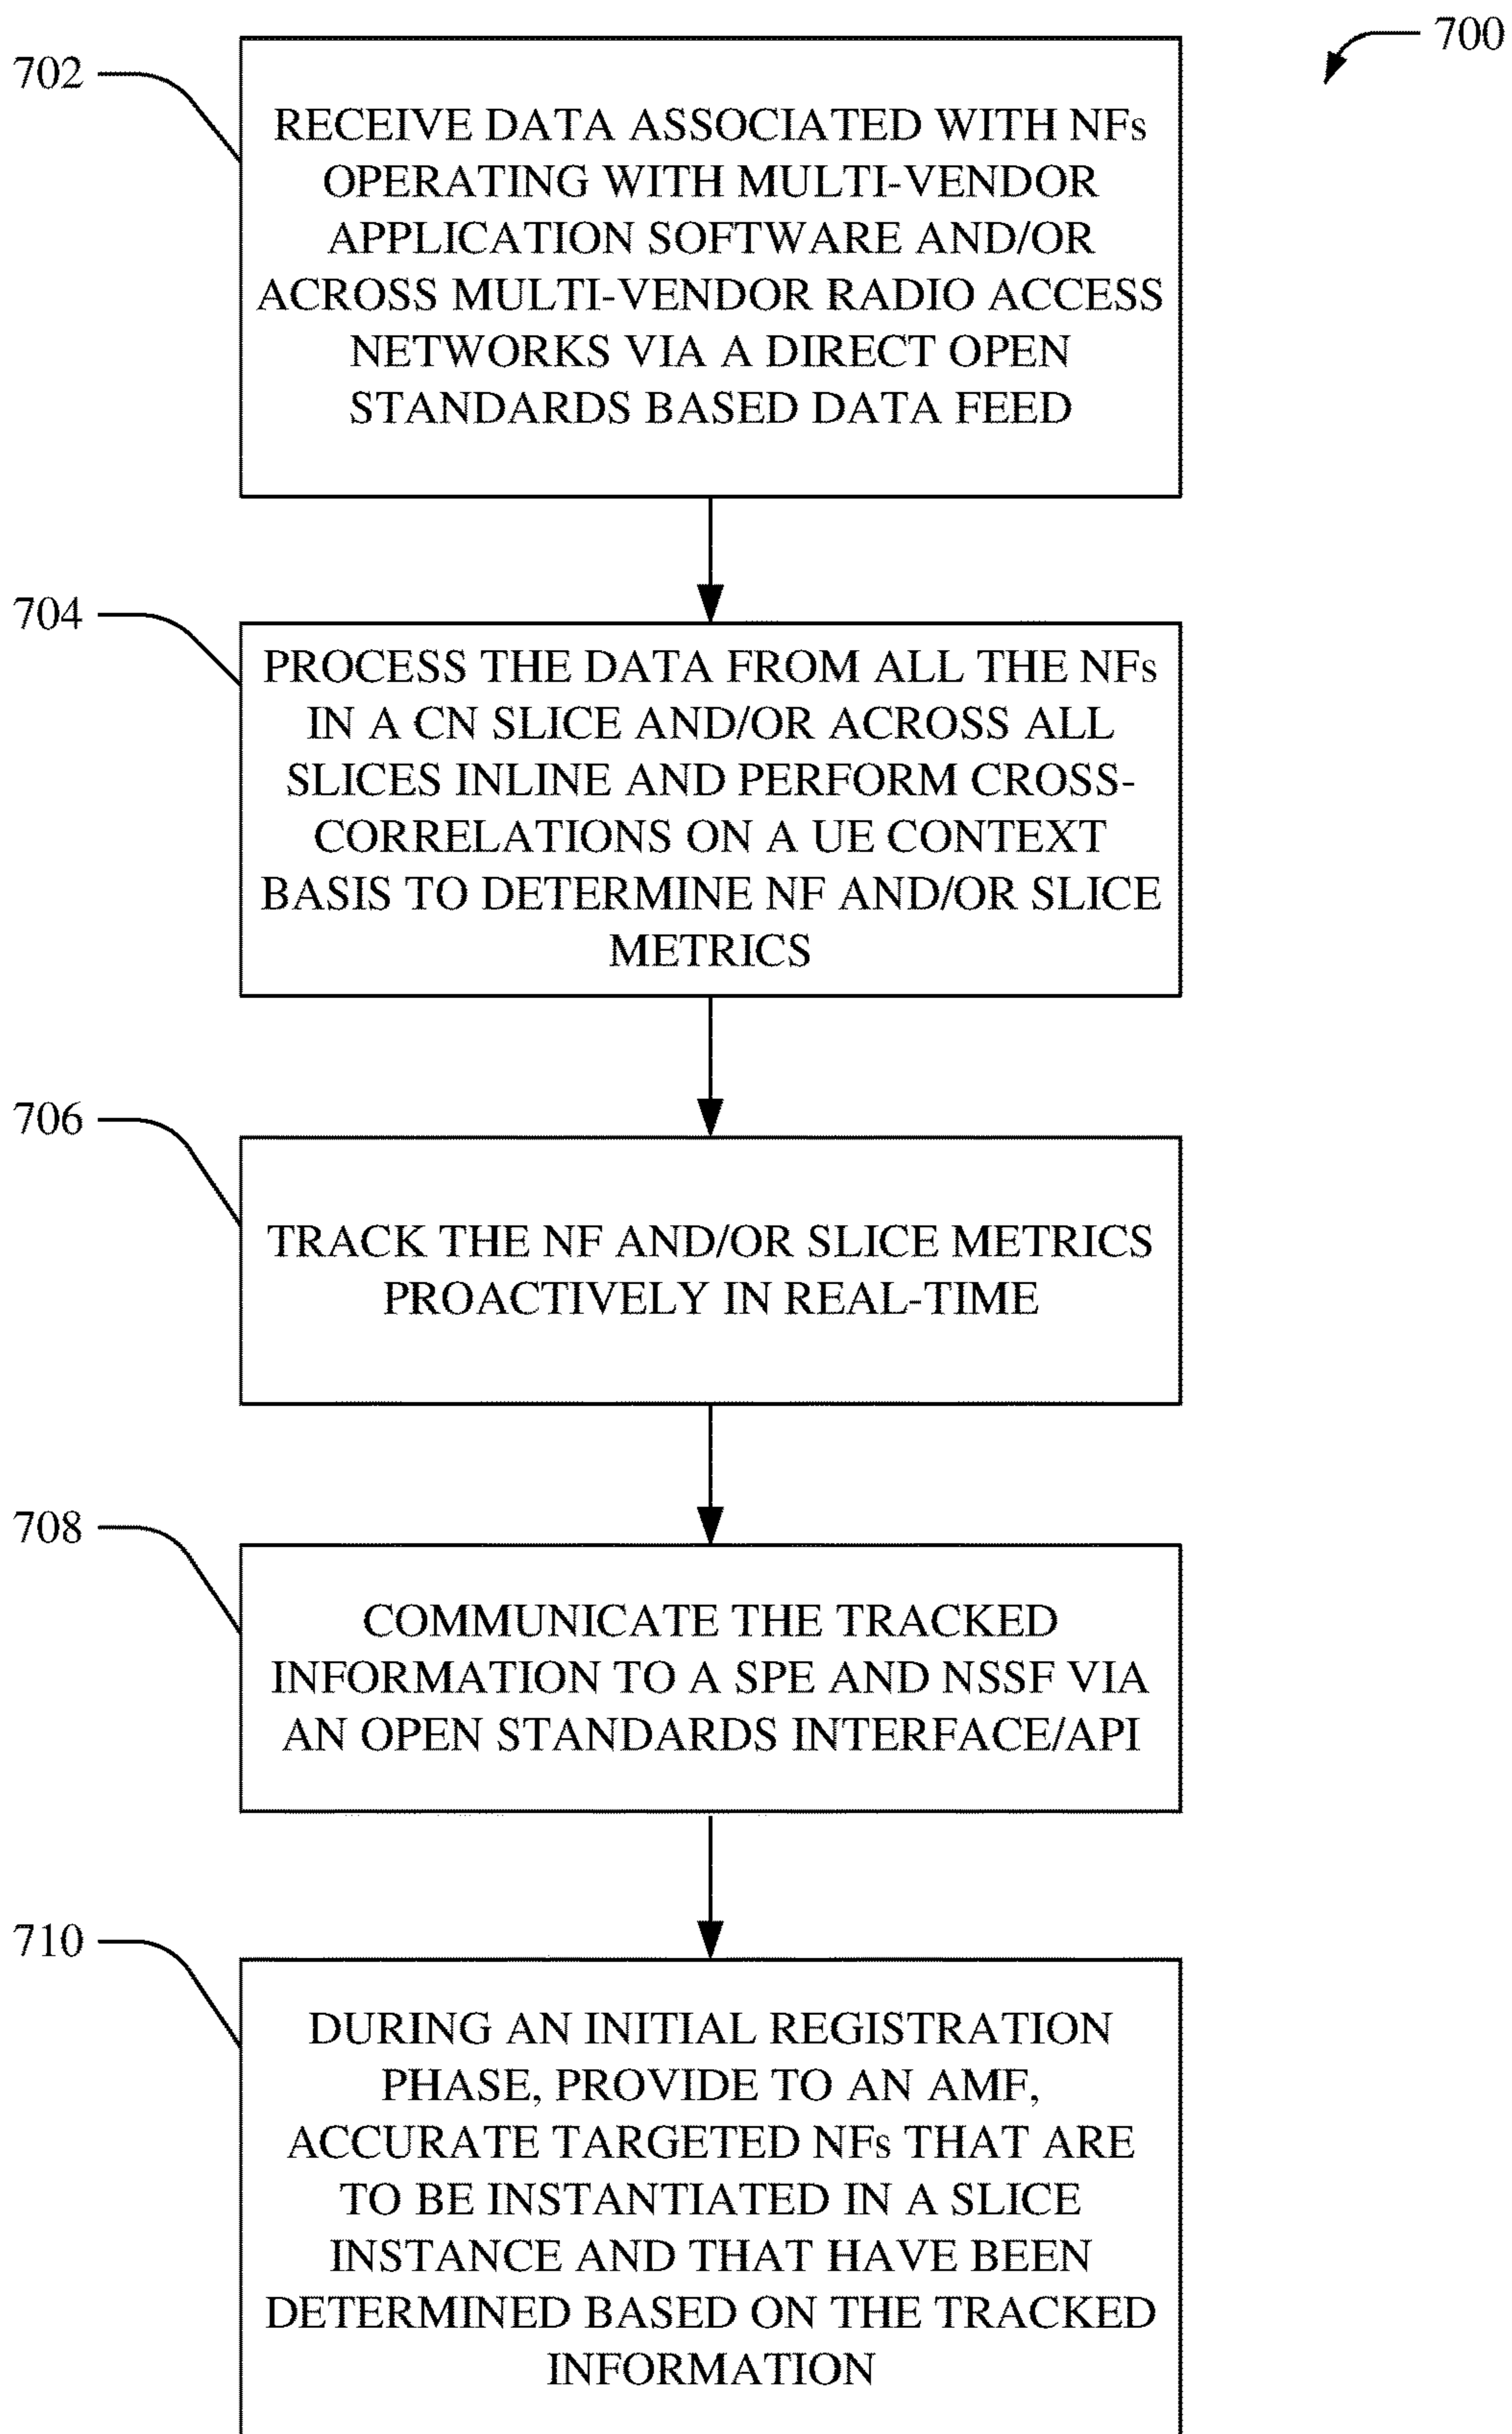 700
702
RECEIVE DATA ASSOCIATED WITH NFs
OPERATING WITH MULTI-VENDOR
APPLICATION SOFTWARE AND/OR
ACROSS MULTI-VENDOR RADIO ACCESS
NETWORKS VIA A DIRECT OPEN
STANDARDS BASED DATA FEED
704
PROCESS THE DATA FROM ALL THE NFs
IN A CN SLICE AND/OR ACROSS ALL
SLICES INLINE AND PERFORM CROSS-
CORRELATIONS ON A UE CONTEXT
BASIS TO DETERMINE NF AND/OR SLICE
METRICS
706
TRACK THE NF AND/OR SLICE METRICS
PROACTIVELY IN REAL-TIME
708
COMMUNICATE THE TRACKED
INFORMATION TO A SPE AND NSSF VIA
AN OPEN STANDARDS INTERFACE/API
710
DURING AN INITIAL REGISTRATION
PHASE, PROVIDE TO AN AMF,
ACCURATE TARGETED NFs THAT ARE
TO BE INSTANTIATED IN A SLICE
INSTANCE AND THAT HAVE BEEN
DETERMINED BASED ON THE TRACKED
INFORMATION